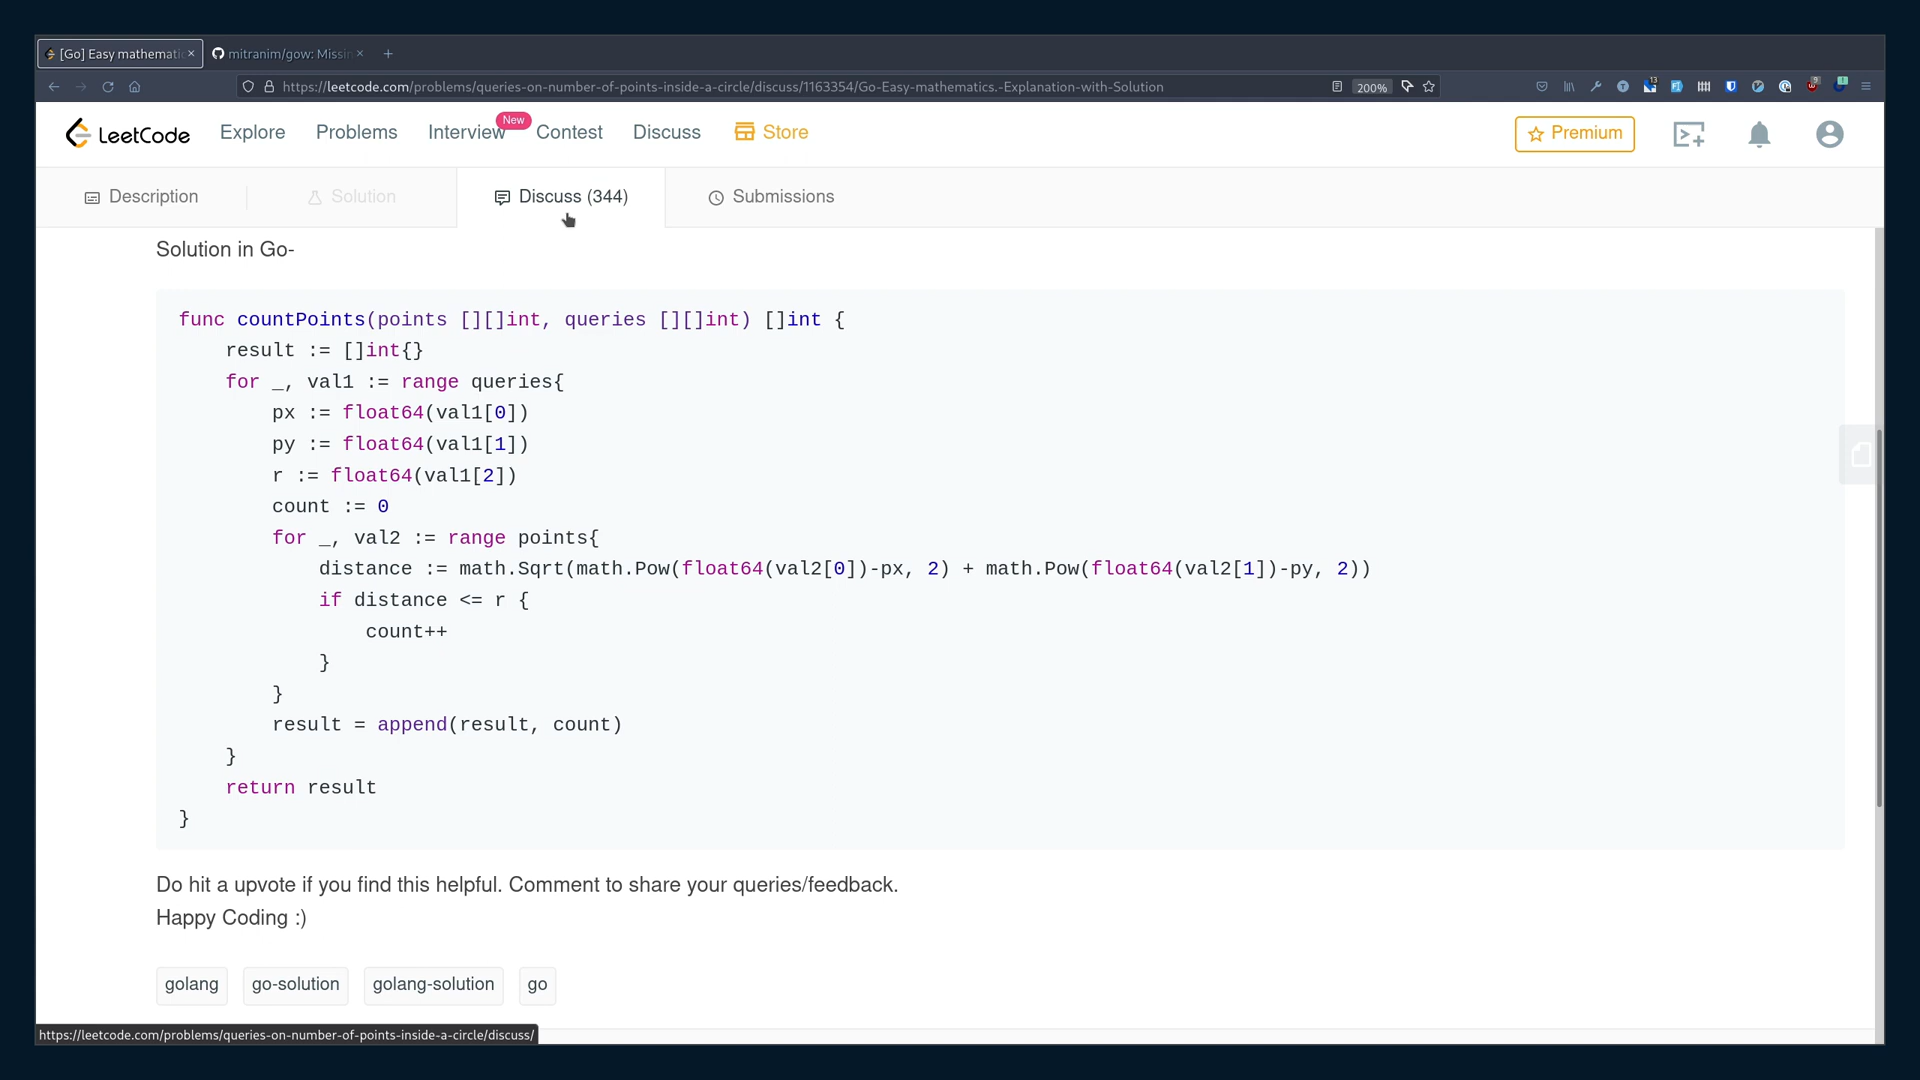 [Go] Easy mathemati
mitranim/gow: Missin
https://leetcode.com/problems/queries-on-number-of-points-inside-a-circle/discuss/1163354/Go-Easy-mathematics.-Explanation-with-Solution
200%
13
9
LeetCode
Explore
Problems
Interview
New
Contest
Discuss
Store
Premium
Description
Solution
Discuss (344)
Submissions
Solution in Go-
func countPoints(points [][]int, queries [][]int) []int {
result := []int{}
for _, val1 := range queries{
px := float64(val1[0])
py := float64(val1[1])
r := float64(val1[2])
count := 0
for _, val2 := range points{
distance := math.Sqrt(math.Pow(float64(val2[0])-px, 2) + math.Pow(float64(val2[1])-py, 2))
if distance <= r {
count++
}
}
result = append(result, count)
}
return result
}
Do hit a upvote if you find this helpful. Comment to share your queries/feedback.
Happy Coding :)
golang
go-solution
golang-solution
go
https://leetcode.com/problems/queries-on-number-of-points-inside-a-circle/discuss/